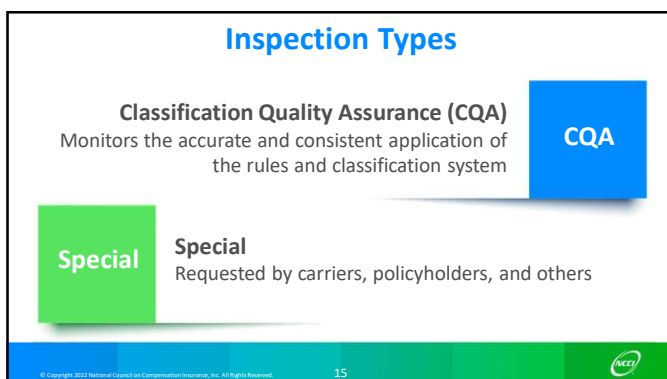 Inspection Types
Classification Quality Assurance (CQA)
Monitors the accurate and consistent application of
the rules and classification system
CQA
Special
Special
Requested by carriers, policyholders, and others
© Copyright 2022 National Council on Compensation Insurance, Inc. All Rights Reserved.
15
NCCI